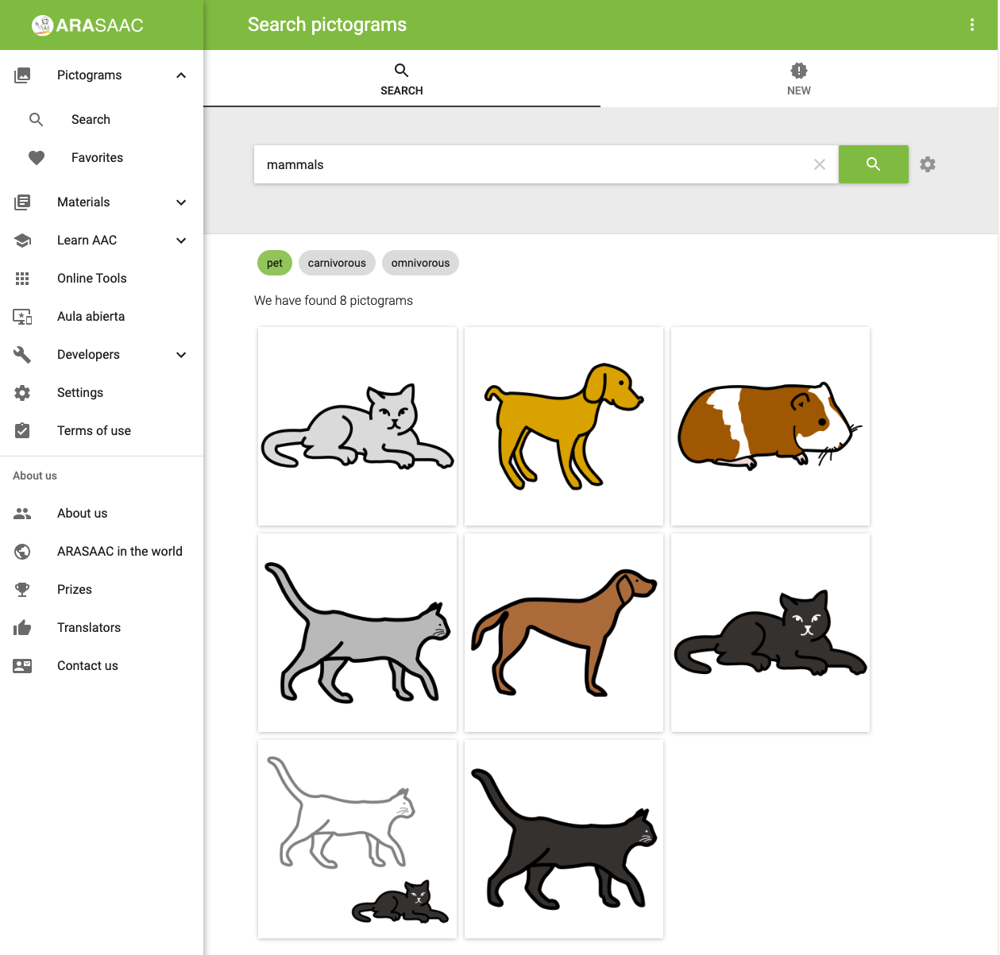 ARASAAC
Search pictograms
Pictograms
Search
Favorites
Materials
Learn AAC
Online Tools
Aula abierta
Developers
Settings
Terms of use
About us
About us
ARASAAC in the world
Prizes
Translators
Contact us
SEARCH
NEW
mammals
pet
carnivorous
omnivorous
We have found 8 pictograms